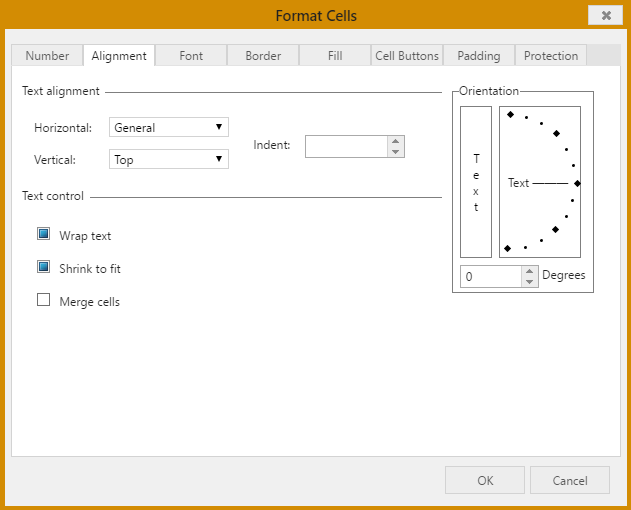 Format Cells
Number Alignment Font Border Fill Cell Buttons Padding Protection
Text alignment
Horizontal: General
Vertical: Top
Indent:
Text control
Wrap text
Shrink to fit
Merge cells
Orientation
T
e
x
t
Text
0 Degrees
OK Cancel